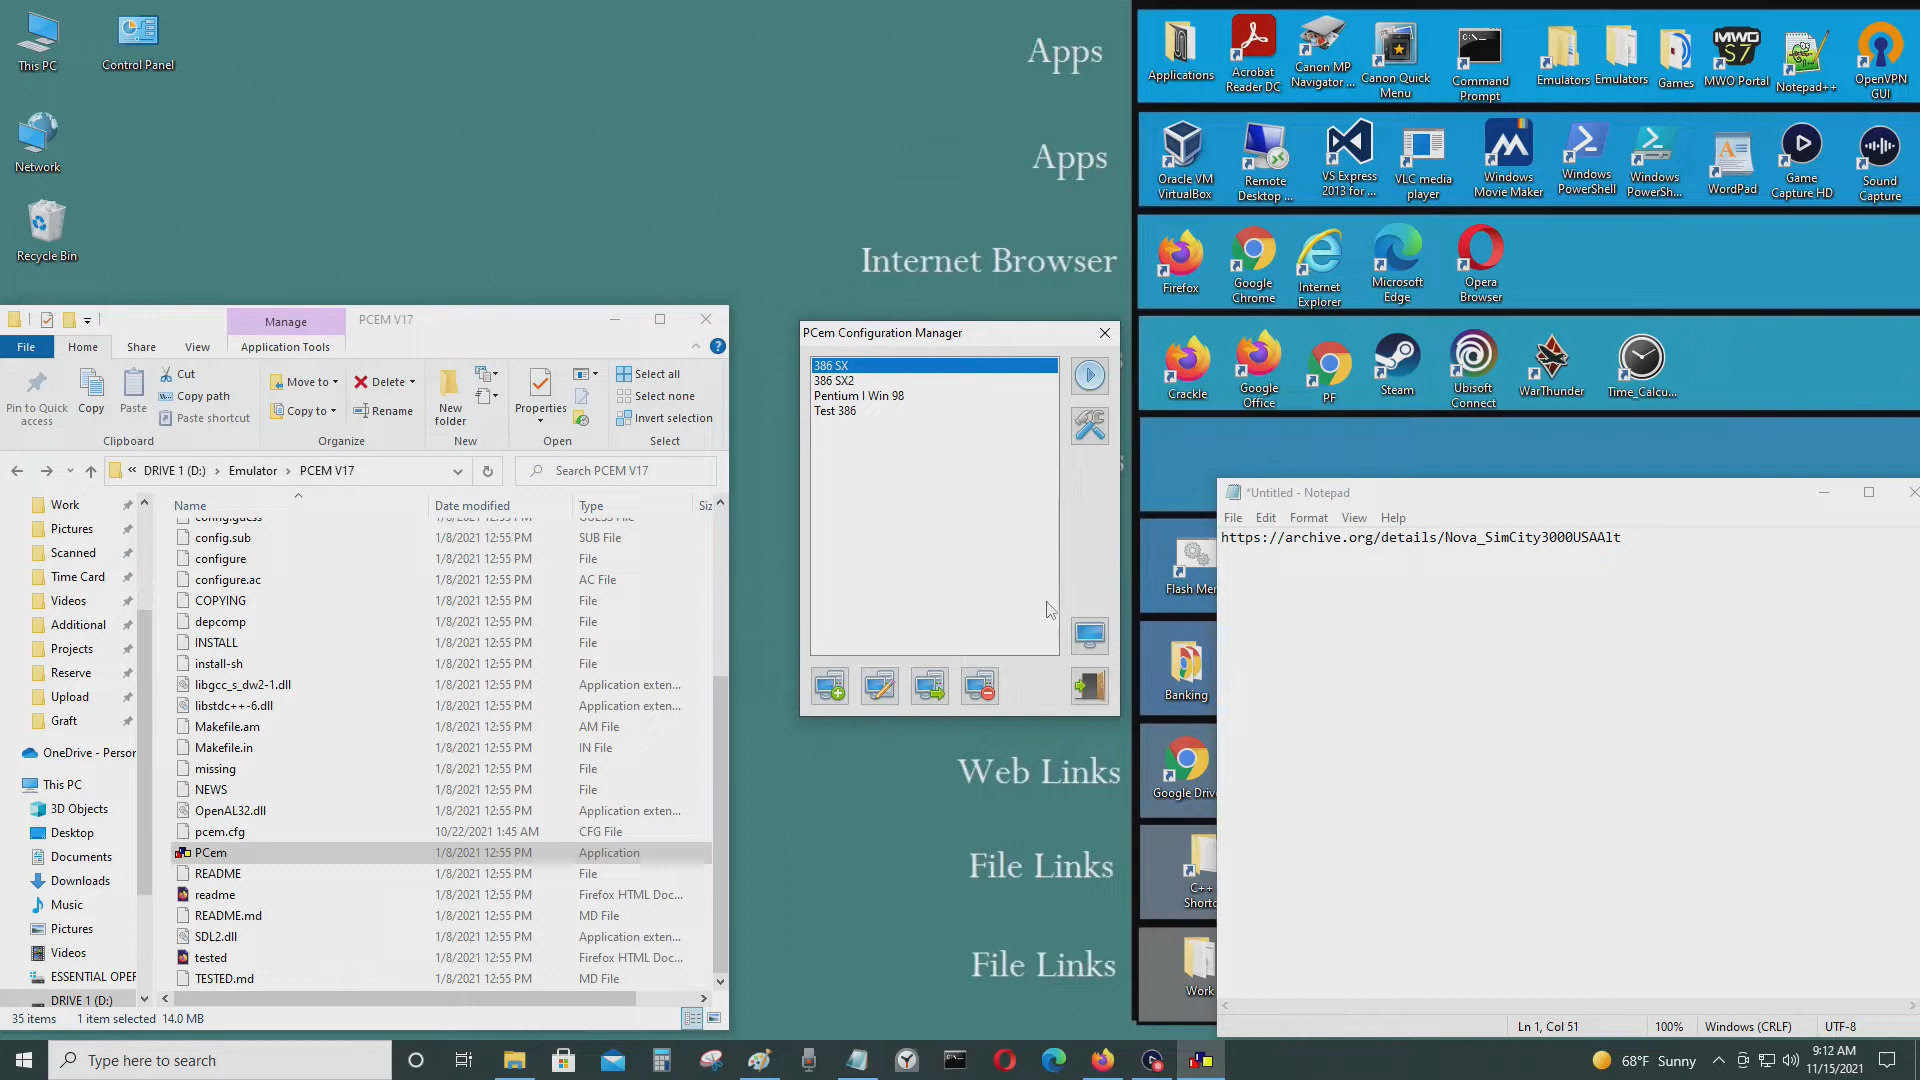 This PC
Control Panel
Network
Recycle Bin
Apps
Apps
Internet Browser
Web Links
File Links
File Links
Applications
Acrobat
Reader DC
Canon MP
Navigator ...
Canon Quick
Menu
Command
Prompt
Emulators
Emulators
Games
MWO Portal
Notepad++
OpenVPN
GUI
Oracle VM
VirtualBox
Remote
Desktop ...
VS Express
2013 for ...
VLC media
player
Windows
Movie Maker
Windows
PowerShell
Windows
PowerSh...
WordPad
Game
Capture HD
Sound
Capture
Firefox
Google
Chrome
Internet
Explorer
Microsoft
Edge
Opera
Browser
Crackle
Google
Office
PF
Steam
Ubisoft
Connect
WarThunder
Time_Calcu...
Flash Mem
Banking
Google Driv
C++
Shortc
Work
Manage
PCEM V17
File
Home
Share
View
Application Tools
Pin to Quick
access
Copy
Paste
Cut
Copy path
Paste shortcut
Clipboard
Move to
Copy to
Delete
Rename
Organize
New
folder
New
Properties
Open
Select all
Select none
Invert selection
Select
« DRIVE 1 (D:) › Emulator › PCEM V17
Search PCEM V17
Work
Pictures
Scanned
Time Card
Videos
Additional
Projects
Reserve
Upload
Graft
OneDrive - Person
This PC
3D Objects
Desktop
Documents
Downloads
Music
Pictures
Videos
ESSENTIAL OPER
DRIVE 1 (D:)
Name Date modified Type Siz
config.guess 1/8/2021 12:55 PM GUESS File
config.sub 1/8/2021 12:55 PM SUB File
configure 1/8/2021 12:55 PM File
configure.ac 1/8/2021 12:55 PM AC File
COPYING 1/8/2021 12:55 PM File
depcomp 1/8/2021 12:55 PM File
INSTALL 1/8/2021 12:55 PM File
install-sh 1/8/2021 12:55 PM File
libgcc_s_dw2-1.dll 1/8/2021 12:55 PM Application exten...
libstdc++-6.dll 1/8/2021 12:55 PM Application exten...
Makefile.am 1/8/2021 12:55 PM AM File
Makefile.in 1/8/2021 12:55 PM IN File
missing 1/8/2021 12:55 PM File
NEWS 1/8/2021 12:55 PM File
OpenAL32.dll 1/8/2021 12:55 PM Application exten...
pcem.cfg 10/22/2021 1:45 AM CFG File
PCem 1/8/2021 12:55 PM Application
README 1/8/2021 12:55 PM File
readme 1/8/2021 12:55 PM Firefox HTML Doc...
README.md 1/8/2021 12:55 PM MD File
SDL2.dll 1/8/2021 12:55 PM Application exten...
tested 1/8/2021 12:55 PM Firefox HTML Doc...
TESTED.md 1/8/2021 12:55 PM MD File
35 items 1 item selected 14.0 MB
PCem Configuration Manager
386 SX
386 SX2
Pentium I Win 98
Test 386
*Untitled - Notepad
File Edit Format View Help
https://archive.org/details/Nova_SimCity3000USAAlt
Ln 1, Col 51 100% Windows (CRLF) UTF-8
Type here to search
68°F Sunny
9:12 AM
11/15/2021